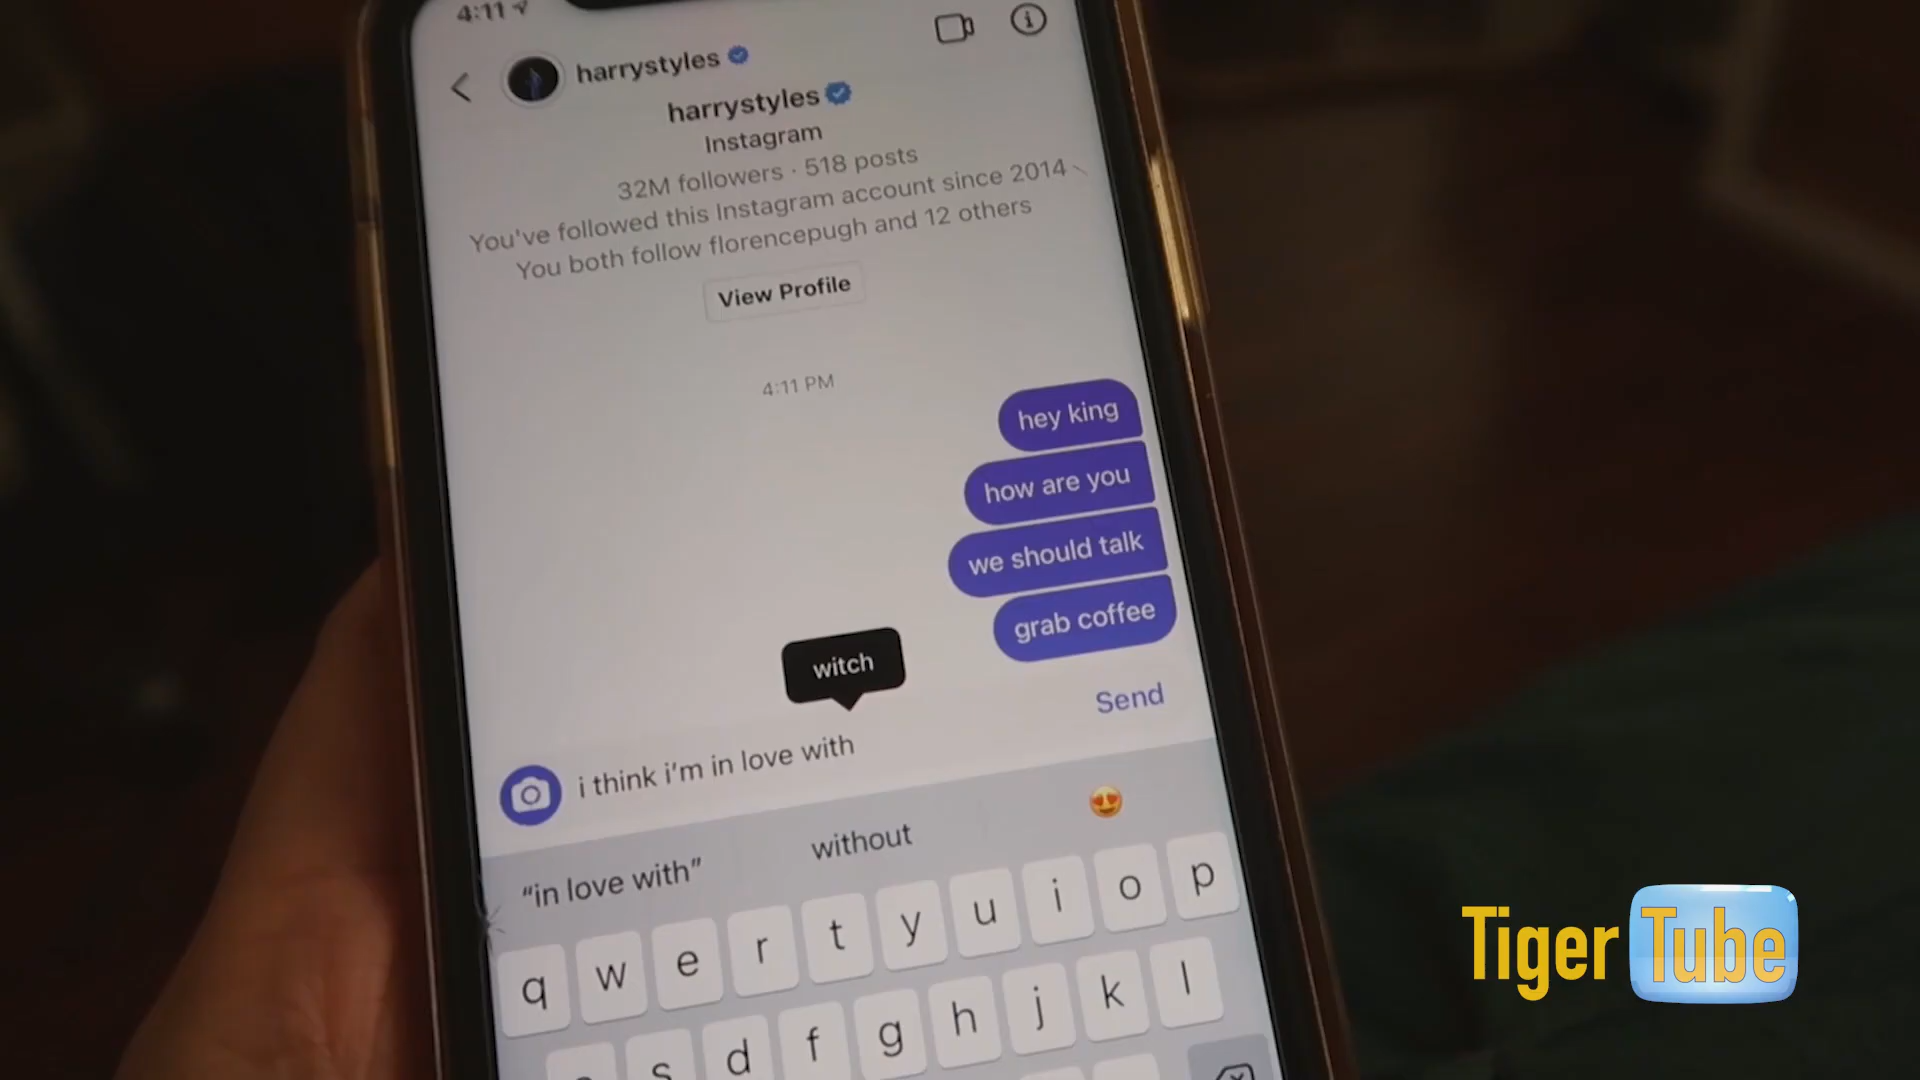 4:11
harrystyles
harrystyles
Instagram
32M followers · 518 posts
You've followed this Instagram account since 2014
You both follow florencepugh and 12 others
View Profile
4:11 PM
hey king
how are you
we should talk
grab coffee
witch
Send
i think i'm in love with
“in love with” without 😍
q w e r t y u i o p
s d f g h j k l
Tiger Tube